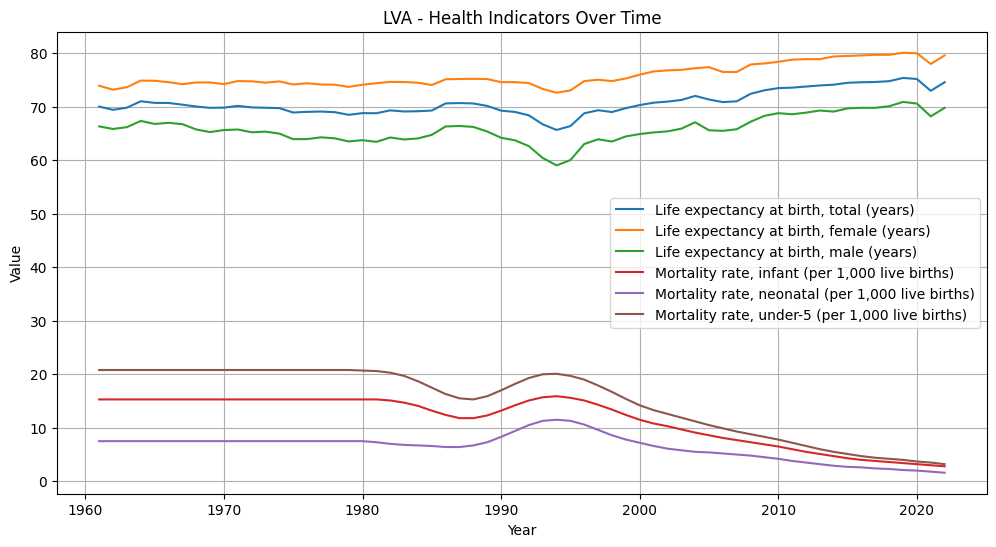 LVA - Health Indicators Over Time
Value
80
70
60
50
40
30
20
10
0
Life expectancy at birth, total (years)
Life expectancy at birth, female (years)
Life expectancy at birth, male (years)
Mortality rate, infant (per 1,000 live births)
Mortality rate, neonatal (per 1,000 live births)
Mortality rate, under-5 (per 1,000 live births)
1960 1970 1980 1990 2000 2010 2020
Year